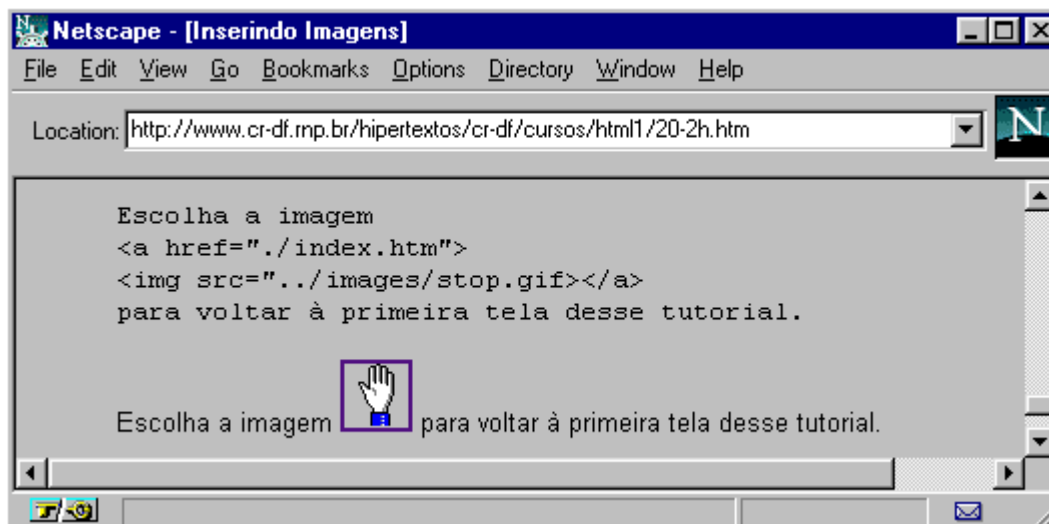 Netscape - [Inserindo Imagens]
File Edit View Go Bookmarks Options Directory Window Help
Location: http://www.cr-df.rnp.br/hipertextos/cr-df/cursos/html1/20-2h.htm
N
Escolha a imagem
<a href="./index.htm">
<img src="../images/stop.gif></a>
para voltar à primeira tela desse tutorial.
Escolha a imagem para voltar à primeira tela desse tutorial.